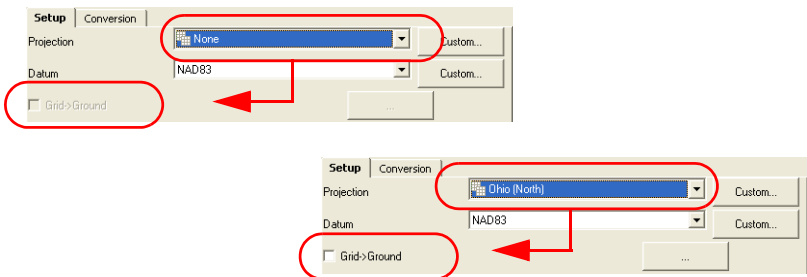 Setup Conversion
Projection None Custom...
Datum NAD83 Custom...
Grid->Ground ...
Setup Conversion
Projection Ohio (North) Custom...
Datum NAD83 Custom...
Grid->Ground ...